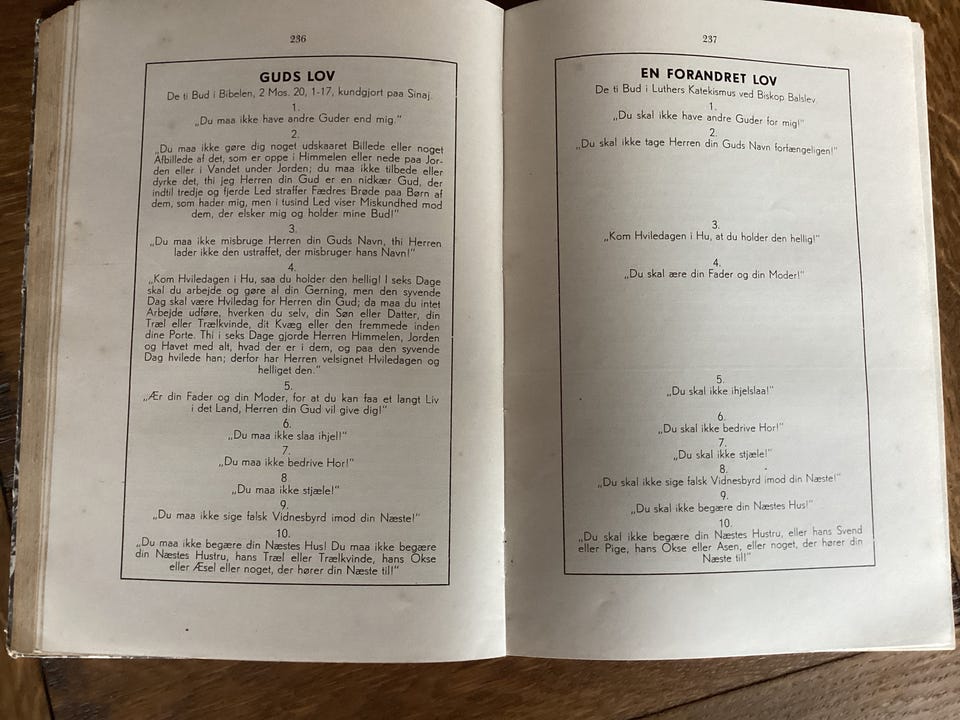 236
GUDS LOV
De ti Bud i Bibelen, 2 Mos. 20, 1-17, kundgjort paa Sinaj.
1.
„Du maa ikke have andre Guder end mig.“
2.
„Du maa ikke gøre dig noget udskaaret Billede eller noget
Afbillede af det, som er oppe i Himmelen eller nede paa Jor-
den eller i Vandet under Jorden; du maa ikke tilbede eller
dyrke det, thi jeg Herren din Gud er en nidkær Gud, der
indtil tredje og fjerde Led straffer Fædres Brøde paa Børn af
dem, som hader mig, men i tusind Led viser Miskundhed mod
dem, der elsker mig og holder mine Bud!“
3.
„Du maa ikke misbruge Herren din Guds Navn, thi Herren
lader ikke den ustraffet, der misbruger hans Navn!“
4.
„Kom Hviledagen i Hu, saa du holder den hellig! I seks Dage
skal du arbejde og gøre al din Gerning, men den syvende
Dag skal være Hviledag for Herren din Gud; da maa du intet
Arbejde udføre, hverken du selv, din Søn eller Datter, din
Træl eller Trælkvinde, dit Kvæg eller den fremmede inden
dine Porte. Thi i seks Dage gjorde Herren Himmelen, Jorden
og Havet med alt, hvad der er i dem, og paa den syvende
Dag hvilede han; derfor har Herren velsignet Hviledagen og
helliget den.“
5.
„Ær din Fader og din Moder, for at du kan faa et langt Liv
i det Land, Herren din Gud vil give dig!“
6.
„Du maa ikke slaa ihjel!“
7.
„Du maa ikke bedrive Hor!“
8.
„Du maa ikke stjæle!“
9.
„Du maa ikke sige falsk Vidnesbyrd imod din Næste!“
10.
„Du maa ikke begære din Næstes Hus! Du maa ikke begære
din Næstes Hustru, hans Træl eller Trælkvinde, hans Okse
eller Æsel eller noget, der hører din Næste til!“
237
EN FORANDRET LOV
De ti Bud i Luthers Katekismus ved Biskop Balslev.
1.
„Du skal ikke have andre Guder for mig!“
2.
„Du skal ikke tage Herren din Guds Navn forfængeligen!“
3.
„Kom Hviledagen i Hu, at du holder den hellig!“
4.
„Du skal ære din Fader og din Moder!“
5.
„Du skal ikke ihjelslaa!“
6.
„Du skal ikke bedrive Hor!“
7.
„Du skal ikke stjæle!“
8.
„Du skal ikke sige falsk Vidnesbyrd imod din Næste!“
9.
„Du skal ikke begære din Næstes Hus!“
10.
„Du skal ikke begære din Næstes Hustru, eller hans Svend
eller Pige, hans Okse eller Asen, eller noget, der hører din
Næste til!“